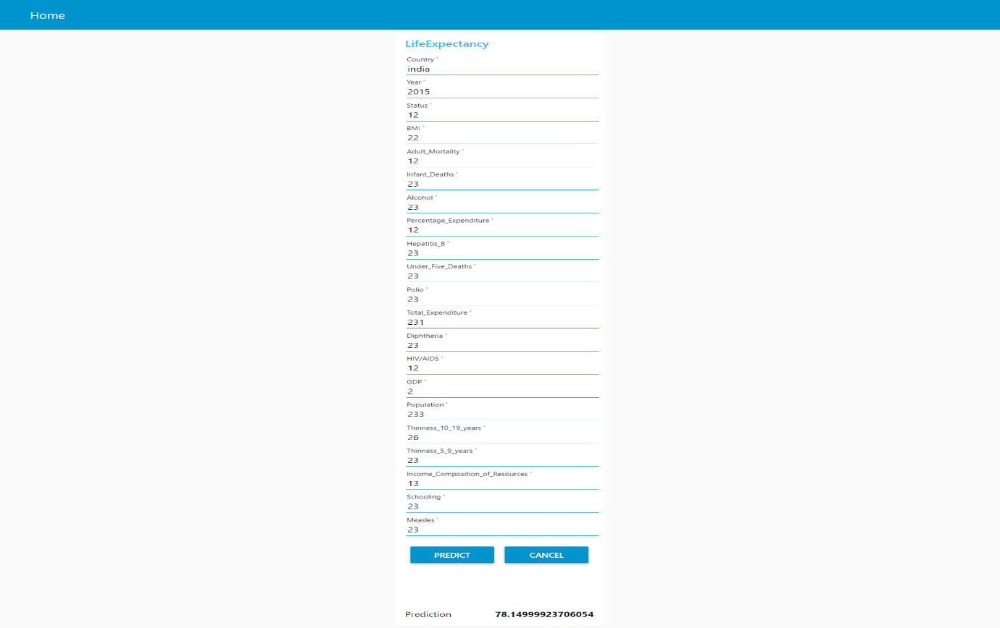 Home
LifeExpectancy
Country *
india
Year *
2015
Status *
12
BMI *
22
Adult_Mortality *
12
Infant_Deaths *
23
Alcohol *
23
Percentage_Expenditure *
12
Hepatitis_B *
23
Under_Five_Deaths *
23
Polio *
23
Total_Expenditure *
231
Diphtheria *
23
HIV/AIDS *
12
GDP *
2
Population *
233
Thinness_10_19_years *
26
Thinness_5_9_years *
23
Income_Composition_of_Resources *
13
Schooling *
23
Measles *
23
PREDICT CANCEL
Prediction 78.14999923706054